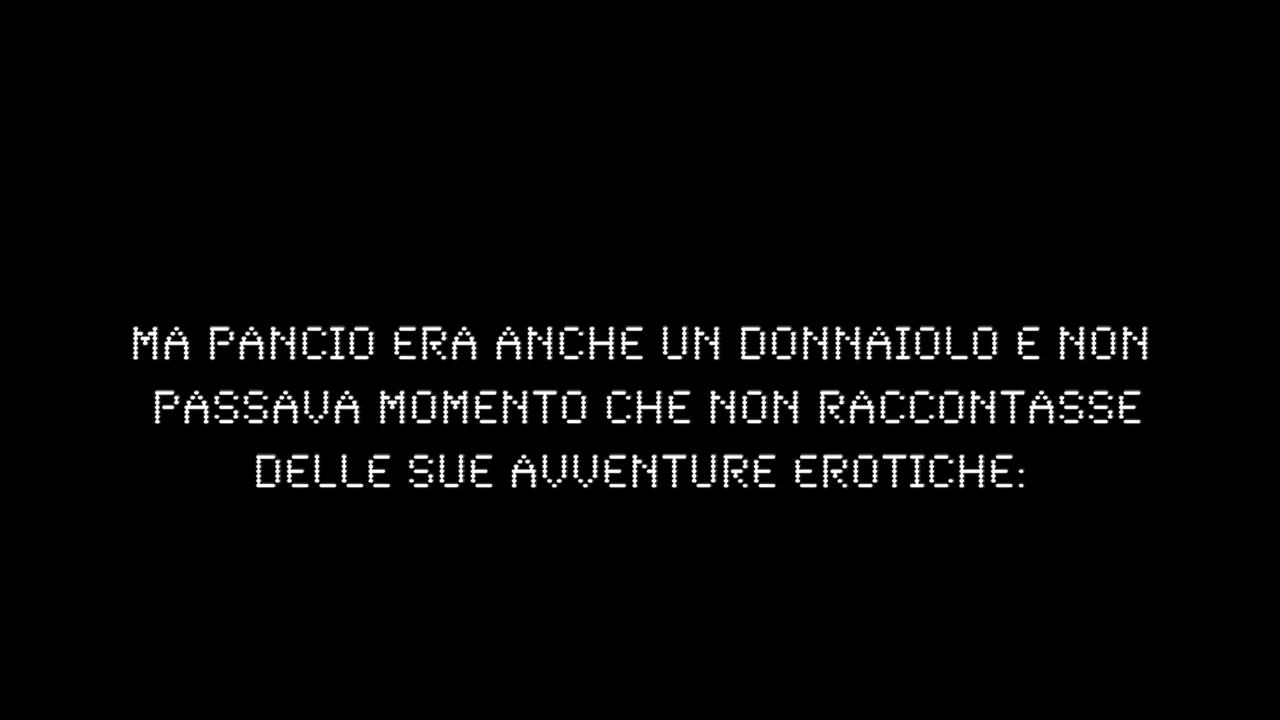 MA PANCIO ERA ANCHE UN DONNAIOLO E NON
PASSAVA MOMENTO CHE NON RACCONTASSE
DELLE SUE AVVENTURE EROTICHE: